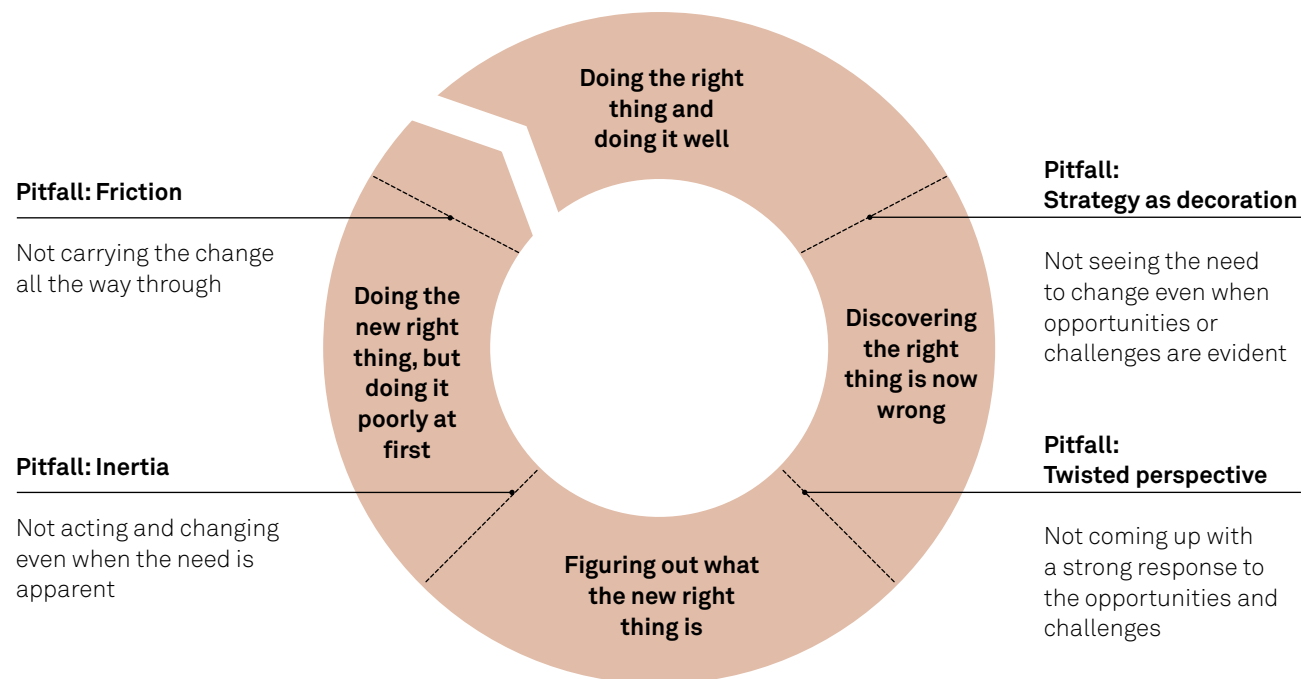 Doing the right
thing and
doing it well
Pitfall:
Strategy as decoration
Not seeing the need
to change even when
opportunities or
challenges are evident
Discovering
the right
thing is now
wrong
Pitfall:
Twisted perspective
Not coming up with
a strong response to
the opportunities and
challenges
Figuring out what
the new right
thing is
Pitfall: Inertia
Not acting and changing
even when the need is
apparent
Doing the
new right
thing, but
doing it
poorly at
first
Pitfall: Friction
Not carrying the change
all the way through